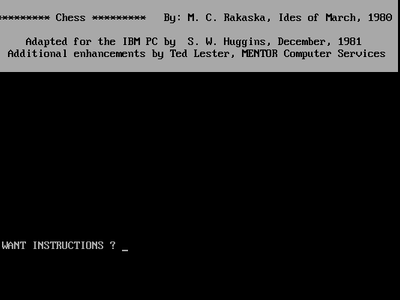 ********* Chess *********   By: M. C. Rakaska, Ides of March, 1980
Adapted for the IBM PC by  S. W. Huggins, December, 1981
Additional enhancements by Ted Lester, MENTOR Computer Services
WANT INSTRUCTIONS ? _